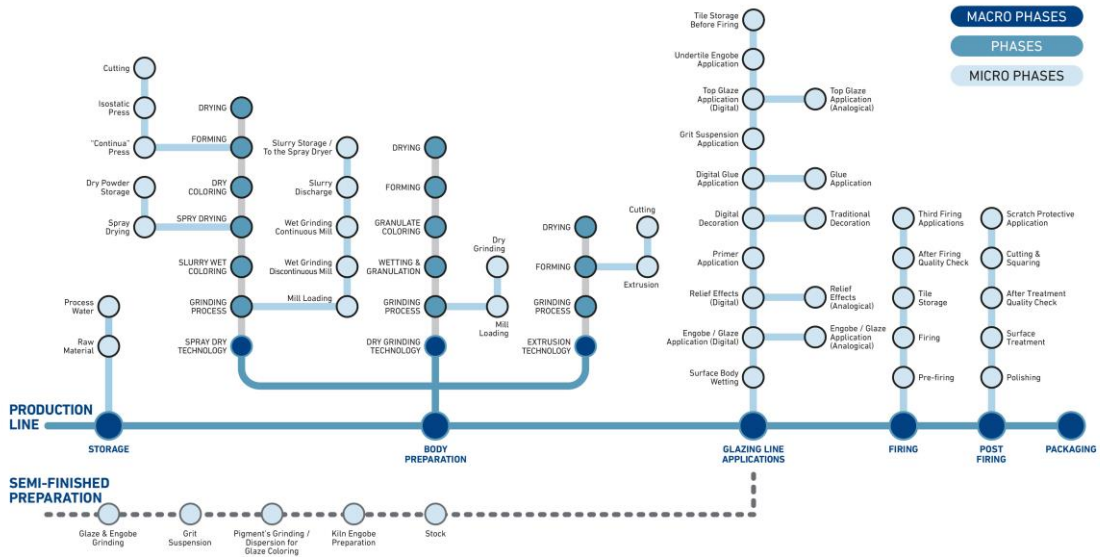 MACRO PHASES
PHASES
MICRO PHASES
Cutting
Isostatic
Press
"Continua"
Press
Dry Powder
Storage
Spray
Drying
Process
Water
Raw
Material
DRYING
FORMING
DRY
COLORING
SPRY DRYING
SLURRY WET
COLORING
GRINDING
PROCESS
SPRAY DRY
TECHNOLOGY
Slurry Storage /
To the Spray Dryer
Slurry
Discharge
Wet Grinding
Continuous Mill
Wet Grinding
Discontinuous Mill
Mill Loading
DRYING
FORMING
GRANULATE
COLORING
WETTING &
GRANULATION
GRINDING
PROCESS
DRY GRINDING
TECHNOLOGY
Dry
Grinding
Mill
Loading
DRYING
FORMING
GRINDING
PROCESS
EXTRUSION
TECHNOLOGY
Cutting
Extrusion
Tile Storage
Before Firing
Undertile Engobe
Application
Top Glaze
Application
(Digital)
Top Glaze
Application
(Analogical)
Grit Suspension
Application
Digital Glue
Application
Glue
Application
Digital
Decoration
Traditional
Decoration
Primer
Application
Relief Effects
(Digital)
Relief
Effects
(Analogical)
Engobe / Glaze
Application (Digital)
Engobe / Glaze
Application
(Analogical)
Surface Body
Wetting
Third Firing
Applications
After Firing
Quality Check
Tile
Storage
Firing
Pre-firing
Scratch Protective
Application
Cutting &
Squaring
After Treatment
Quality Check
Surface
Treatment
Polishing
PRODUCTION
LINE
STORAGE
BODY
PREPARATION
GLAZING LINE
APPLICATIONS
FIRING
POST
FIRING
PACKAGING
SEMI-FINISHED
PREPARATION
Glaze & Engobe
Grinding
Grit
Suspension
Pigment's Grinding /
Dispersion for
Glaze Coloring
Kiln Engobe
Preparation
Stock